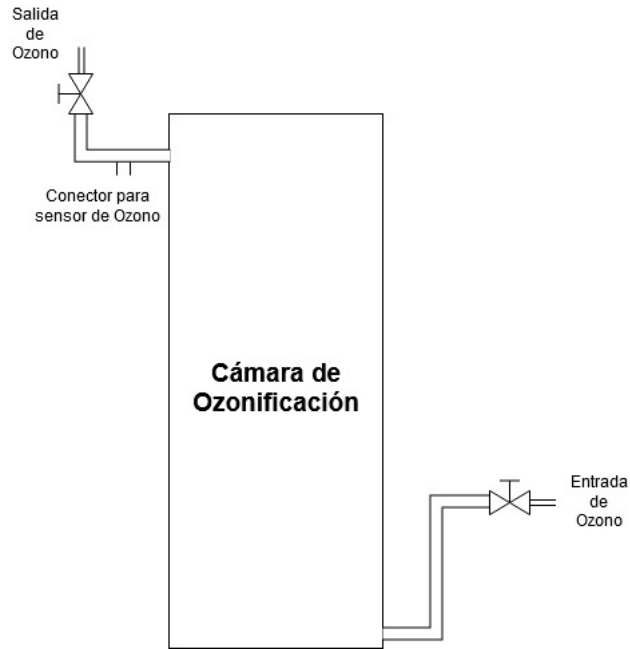 Salida
de
Ozono
Conector para
sensor de Ozono
Cámara de
Ozonificación
Entrada
de
Ozono